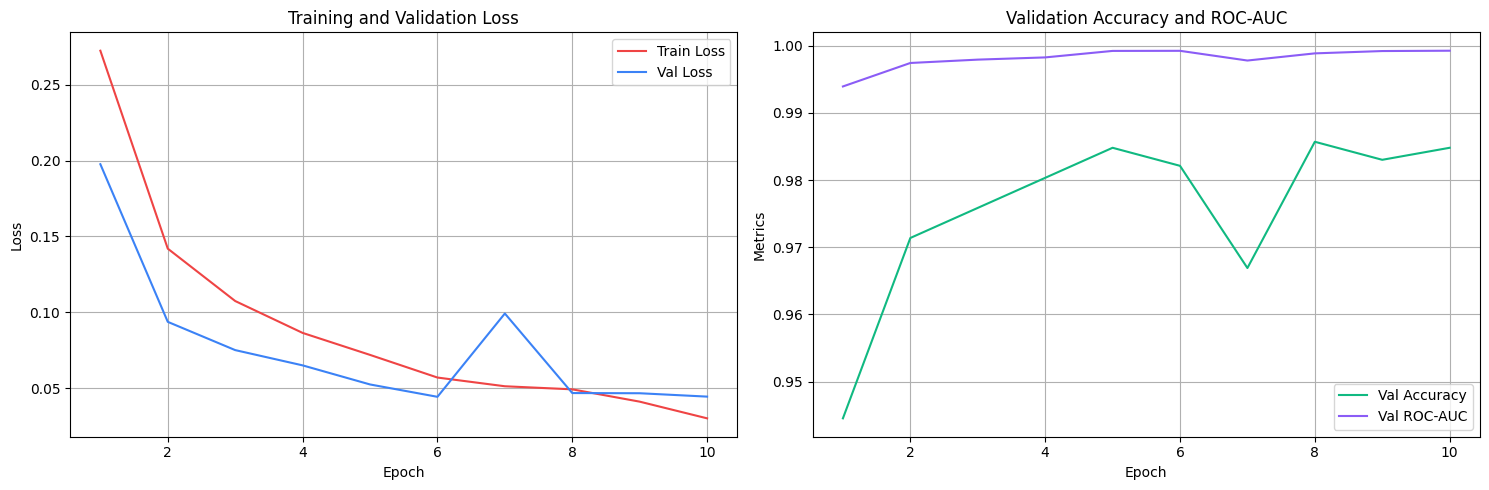 Training and Validation Loss
Train Loss
Val Loss
0.25
0.20
0.15
0.10
0.05
Loss
2
4
6
8
10
Epoch
Validation Accuracy and ROC-AUC
1.00
0.99
0.98
0.97
0.96
0.95
Metrics
Val Accuracy
Val ROC-AUC
2
4
6
8
10
Epoch